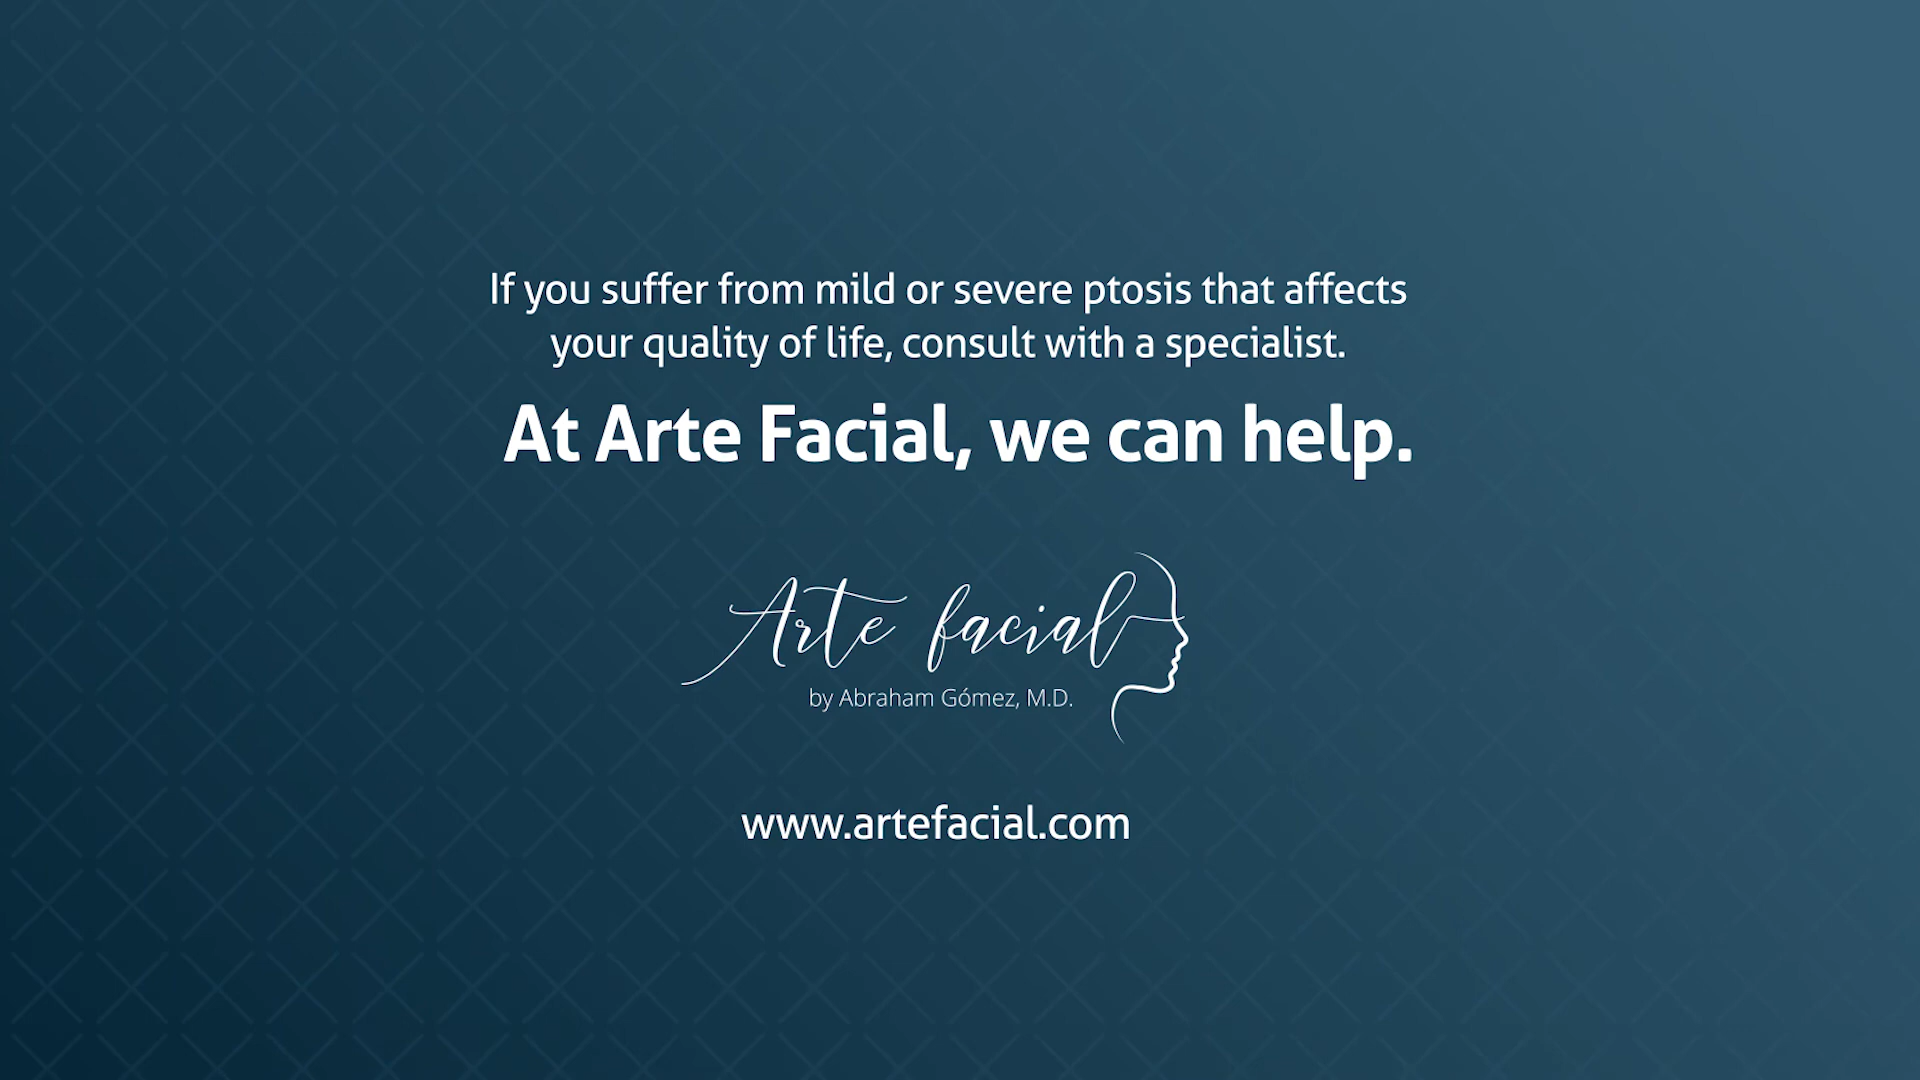 If you suffer from mild or severe ptosis that affects
your quality of life, consult with a specialist.
At Arte Facial, we can help.
Arte facial
by Abraham Gómez, M.D.
www.artefacial.com